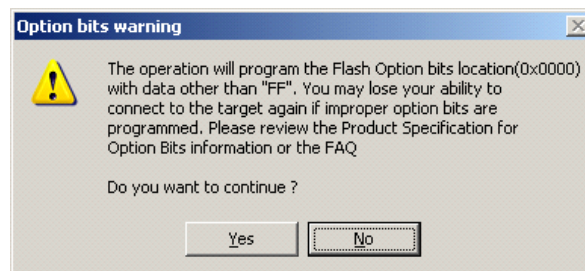 Option bits warning
The operation will program the Flash Option bits location(0x0000)
with data other than "FF". You may lose your ability to
connect to the target again if improper option bits are
programmed. Please review the Product Specification for
Option Bits information or the FAQ
Do you want to continue ?
Yes
No